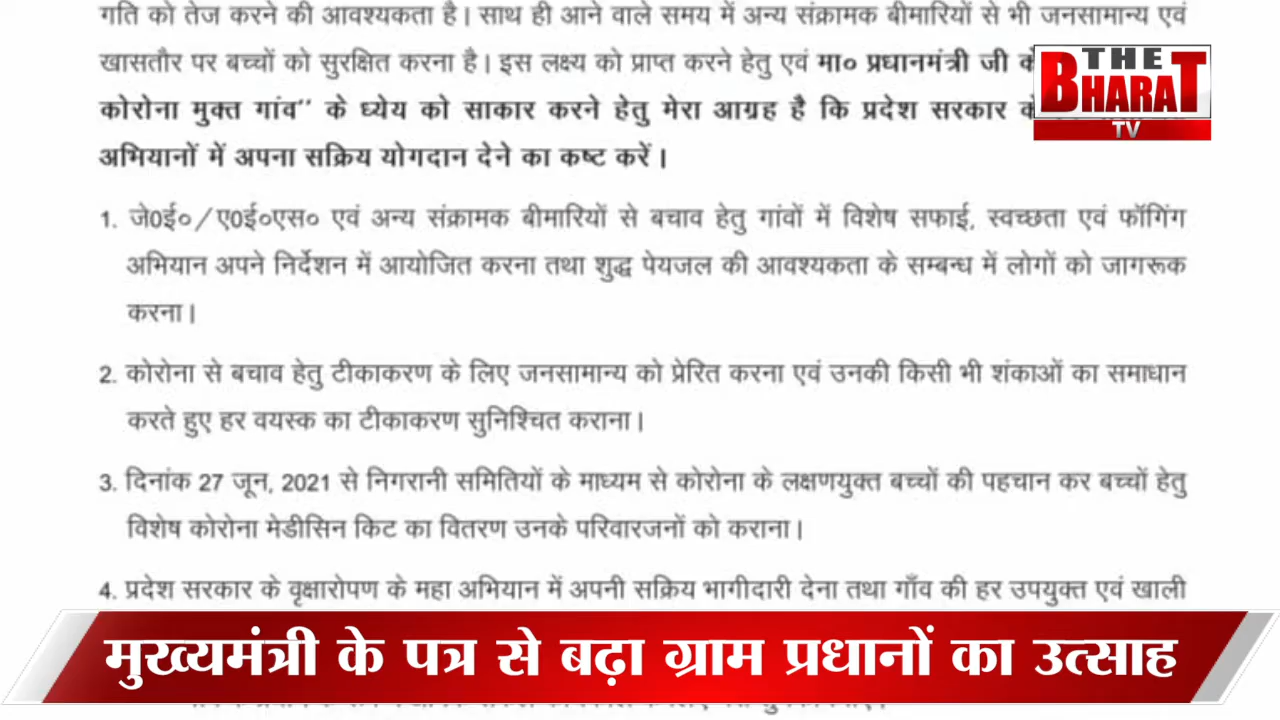 गति को तेज करने की आवश्यकता है। साथ ही आने वाले समय में अन्य संक्रामक बीमारियों से भी जनसामान्य एवं
खासतौर पर बच्चों को सुरक्षित करना है। इस लक्ष्य को प्राप्त करने हेतु एवं मा० प्रधानमंत्री जी
कोरोना मुक्त गांव" के ध्येय को साकार करने हेतु मेरा आग्रह है कि प्रदेश सरकार
अभियानों में अपना सक्रिय योगदान देने का कष्ट करें।
THE
BHARAT
TV
1. जे0ई०/ए0ई०एस० एवं अन्य संक्रामक बीमारियों से बचाव हेतु गांवों में विशेष सफाई, स्वच्छता एवं फॉगिंग
अभियान अपने निर्देशन में आयोजित करना तथा शुद्ध पेयजल की आवश्यकता के सम्बन्ध में लोगों को जागरूक
करना।
2. कोरोना से बचाव हेतु टीकाकरण के लिए जनसामान्य को प्रेरित करना एवं उनकी किसी भी शंकाओं का समाधान
करते हुए हर वयस्क का टीकाकरण सुनिश्चित कराना।
3. दिनांक 27 जून, 2021 से निगरानी समितियों के माध्यम से कोरोना के लक्षणयुक्त बच्चों की पहचान कर बच्चों हेतु
विशेष कोरोना मेडीसिन किट का वितरण उनके परिवारजनों को कराना।
4. प्रदेश सरकार के वृक्षारोपण के महा अभियान में अपनी सक्रिय भागीदारी देना तथा गाँव की हर उपयुक्त एवं खाली
मुख्यमंत्री के पत्र से बढ़ा ग्राम प्रधानों का उत्साह